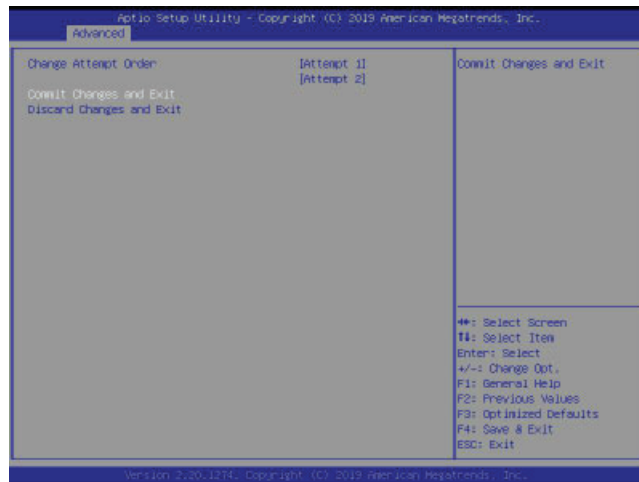 Aptio Setup Utility - Copyright (C) 2019 American Megatrends, Inc.
Advanced
Change Attempt Order [Attempt 1]
[Attempt 2]
Commit Changes and Exit
Discard Changes and Exit
Commit Changes and Exit
→←: Select Screen
↑↓: Select Item
Enter: Select
+/-: Change Opt.
F1: General Help
F2: Previous Values
F3: Optimized Defaults
F4: Save & Exit
ESC: Exit
Version 2.20.1274. Copyright (C) 2019 American Megatrends, Inc.